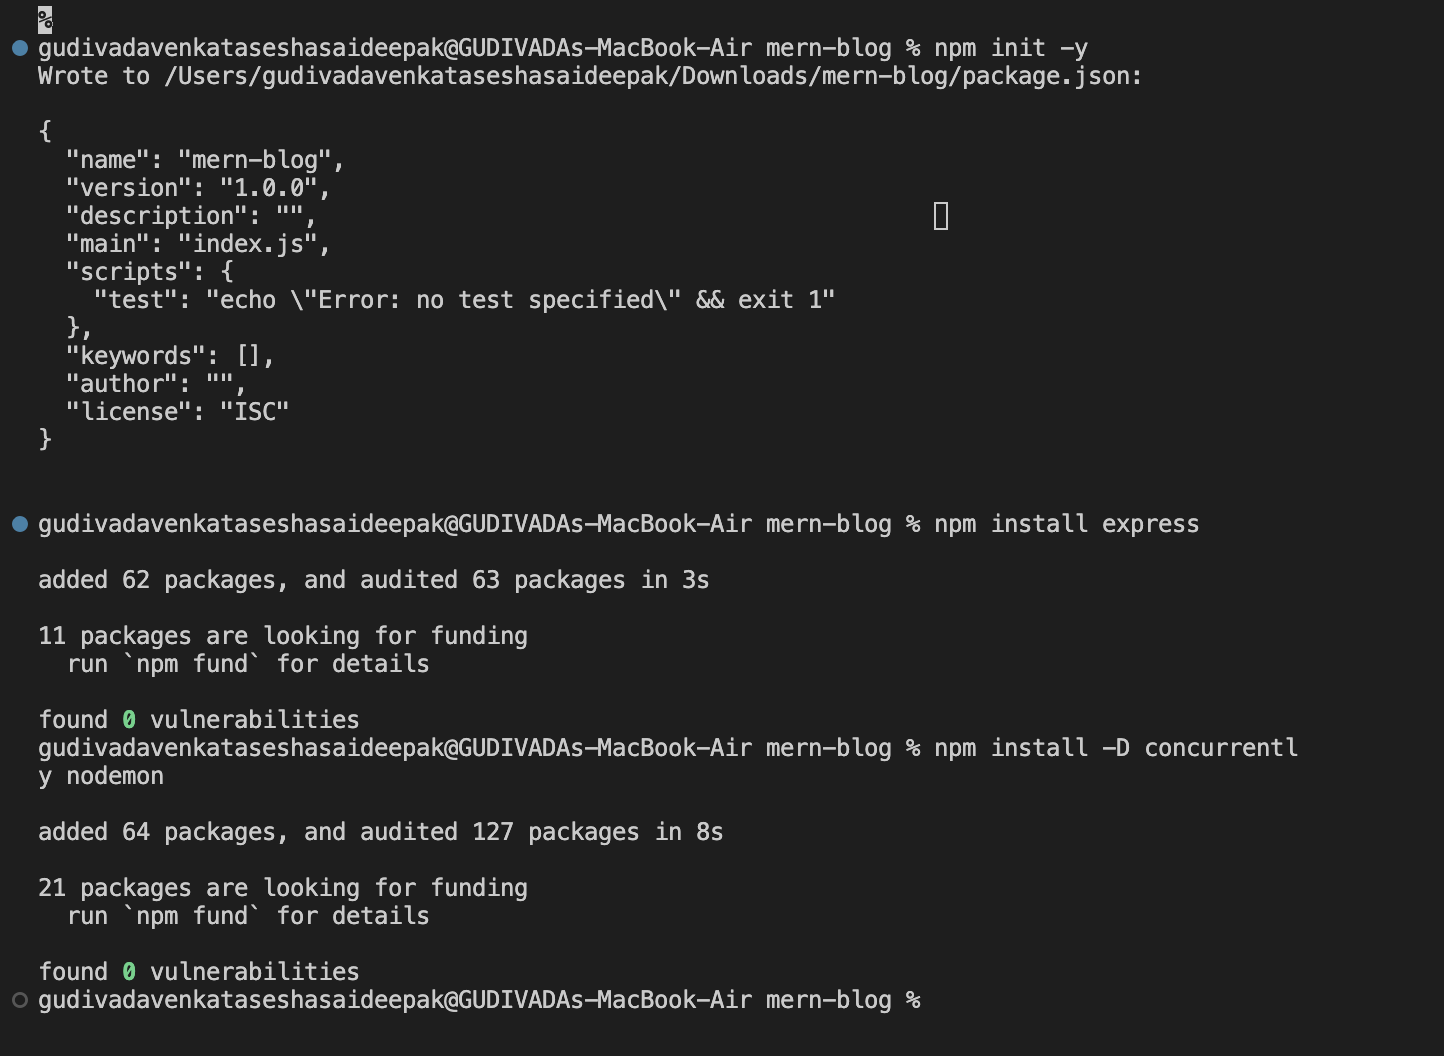 %
gudivadavenkataseshasaideepak@GUDIVADAs-MacBook-Air mern-blog % npm init -y
Wrote to /Users/gudivadavenkataseshasaideepak/Downloads/mern-blog/package.json:
{
  "name": "mern-blog",
  "version": "1.0.0",
  "description": "",
  "main": "index.js",
  "scripts": {
    "test": "echo \"Error: no test specified\" && exit 1"
  },
  "keywords": [],
  "author": "",
  "license": "ISC"
}
gudivadavenkataseshasaideepak@GUDIVADAs-MacBook-Air mern-blog % npm install express
added 62 packages, and audited 63 packages in 3s
11 packages are looking for funding
  run `npm fund` for details
found 0 vulnerabilities
gudivadavenkataseshasaideepak@GUDIVADAs-MacBook-Air mern-blog % npm install -D concurrentl
y nodemon
added 64 packages, and audited 127 packages in 8s
21 packages are looking for funding
  run `npm fund` for details
found 0 vulnerabilities
gudivadavenkataseshasaideepak@GUDIVADAs-MacBook-Air mern-blog %